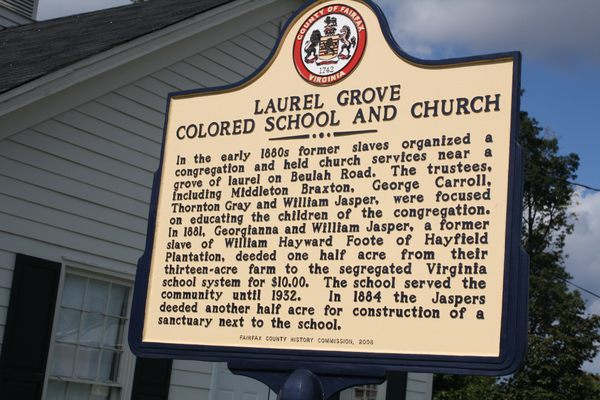 COUNTY OF FAIRFAX
1742
VIRGINIA
LAUREL GROVE
COLORED SCHOOL AND CHURCH
In the early 1880s former slaves organized a
congregation and held church services near a
grove of laurel on Beulah Road. The trustees,
including Middleton Braxton, George Carroll,
Thornton Gray and William Jasper, were focused
on educating the children of the congregation.
In 1881, Georgianna and William Jasper, a former
slave of William Hayward Foote of Hayfield
Plantation, deeded one half acre from their
thirteen-acre farm to the segregated Virginia
school system for $10.00. The school served the
community until 1932. In 1884 the Jaspers
deeded another half acre for construction of a
sanctuary next to the school.
FAIRFAX COUNTY HISTORY COMMISSION, 2008